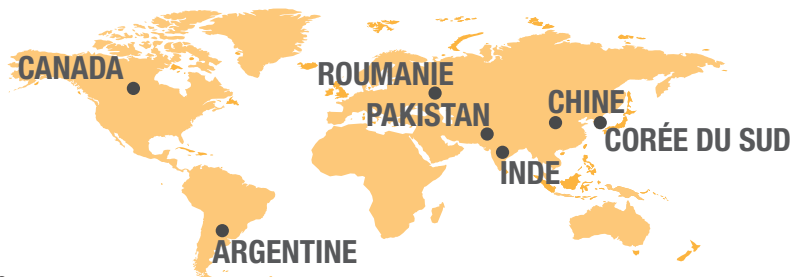 CANADA
ROUMANIE
PAKISTAN
CHINE
CORÉE DU SUD
INDE
ARGENTINE